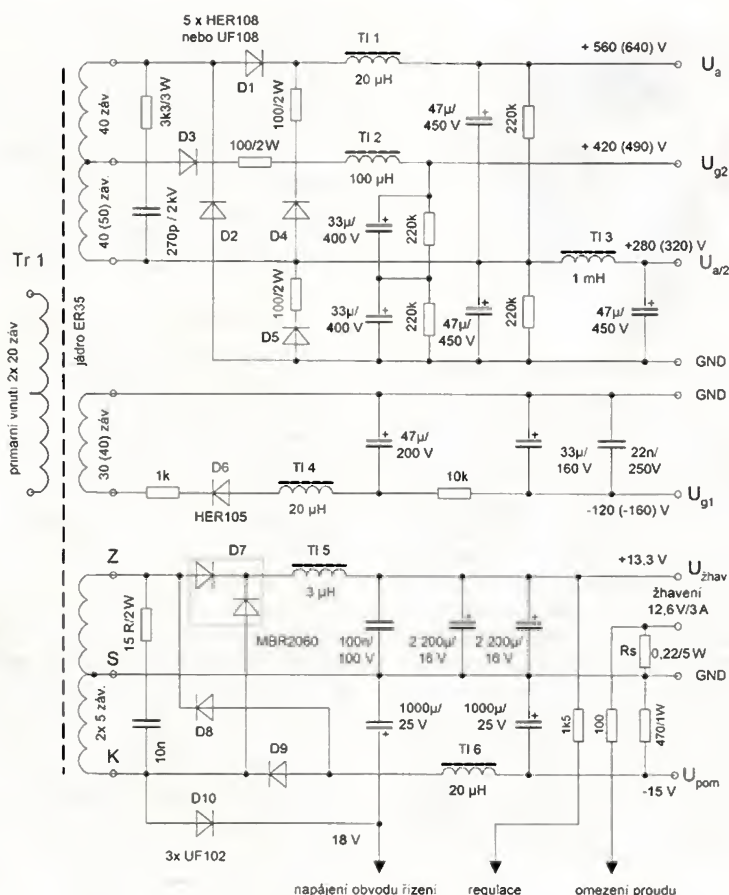 5 x HER108
nebo UF108
Tl 1
+ 560 (640) V
Ua
D1
20 µH
40 záv.
3k3/3W
100/2W
47µ/
450 V
220k
D3
100/2W
Tl 2
+ 420 (490) V
Ug2
100 µH
40 (50) záv.
270p / 2kV
D2
D4
33µ/
400 V
220k
Tl 3
+280 (320) V
Ua/2
1 mH
Tr 1
jádro ER35
primární vinutí 2x 20 záv.
100/2W
D5
33µ/
400 V
220k
47µ/
450 V
220k
47µ/
450 V
GND
GND
30 (40) záv.
47µ/
200 V
33µ/
160 V
22n/
250V
1k
D6
Tl 4
10k
Ug1
HER105
20 µH
-120 (-160) V
Z
D7
Tl 5
+13,3 V
Užhav
3 µH
žhavení
12,6V/3 A
15 R/2W
MBR2060
100n/
100 V
2 200µ/
16 V
2 200µ/
16 V
Rs
0,22/5 W
S
GND
2x 5 záv.
10n
D8
1000µ/
25 V
1000µ/
25 V
1k5
100
470/1W
K
D9
Tl 6
Upom
20 µH
-15 V
D10
18 V
3x UF102
napájení obvodu řízení
regulace
omezení proudu